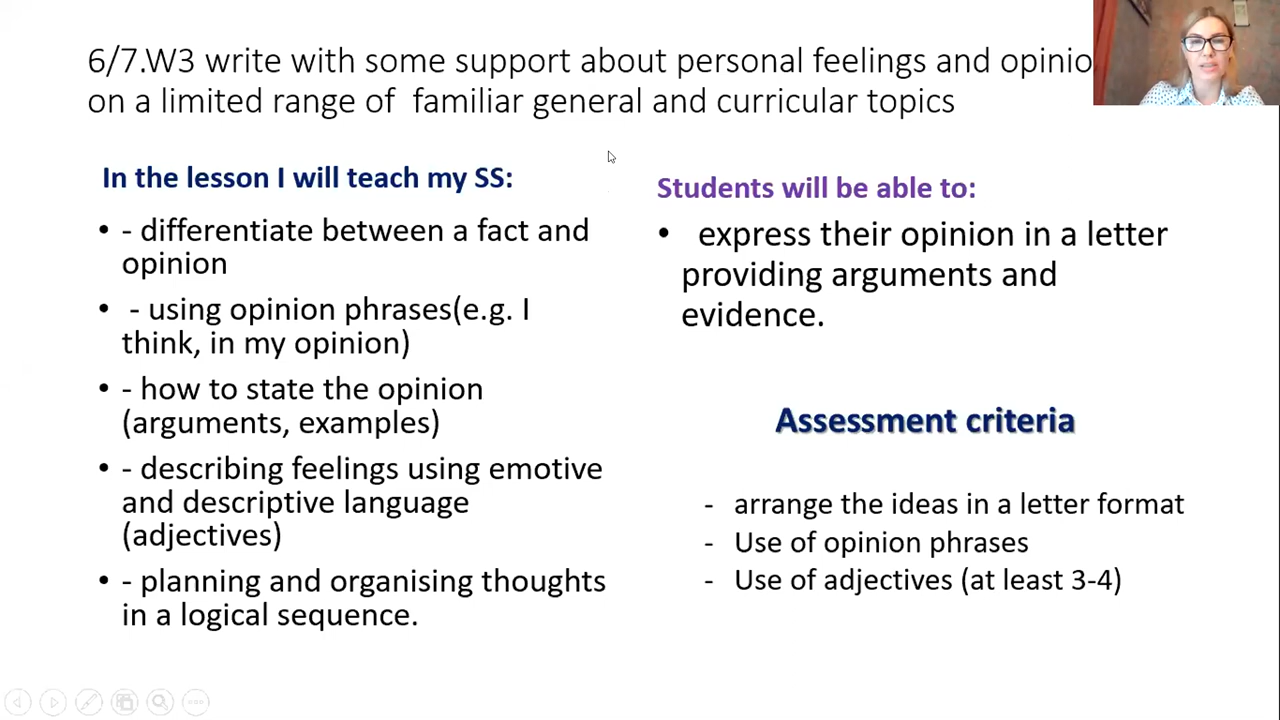 6/7.W3 write with some support about personal feelings and opinio
on a limited range of familiar general and curricular topics
In the lesson I will teach my SS:
• - differentiate between a fact and
opinion
• - using opinion phrases(e.g. I
think, in my opinion)
• - how to state the opinion
(arguments, examples)
• - describing feelings using emotive
and descriptive language
(adjectives)
• - planning and organising thoughts
in a logical sequence.
Students will be able to:
• express their opinion in a letter
providing arguments and
evidence.
Assessment criteria
- arrange the ideas in a letter format
- Use of opinion phrases
- Use of adjectives (at least 3-4)